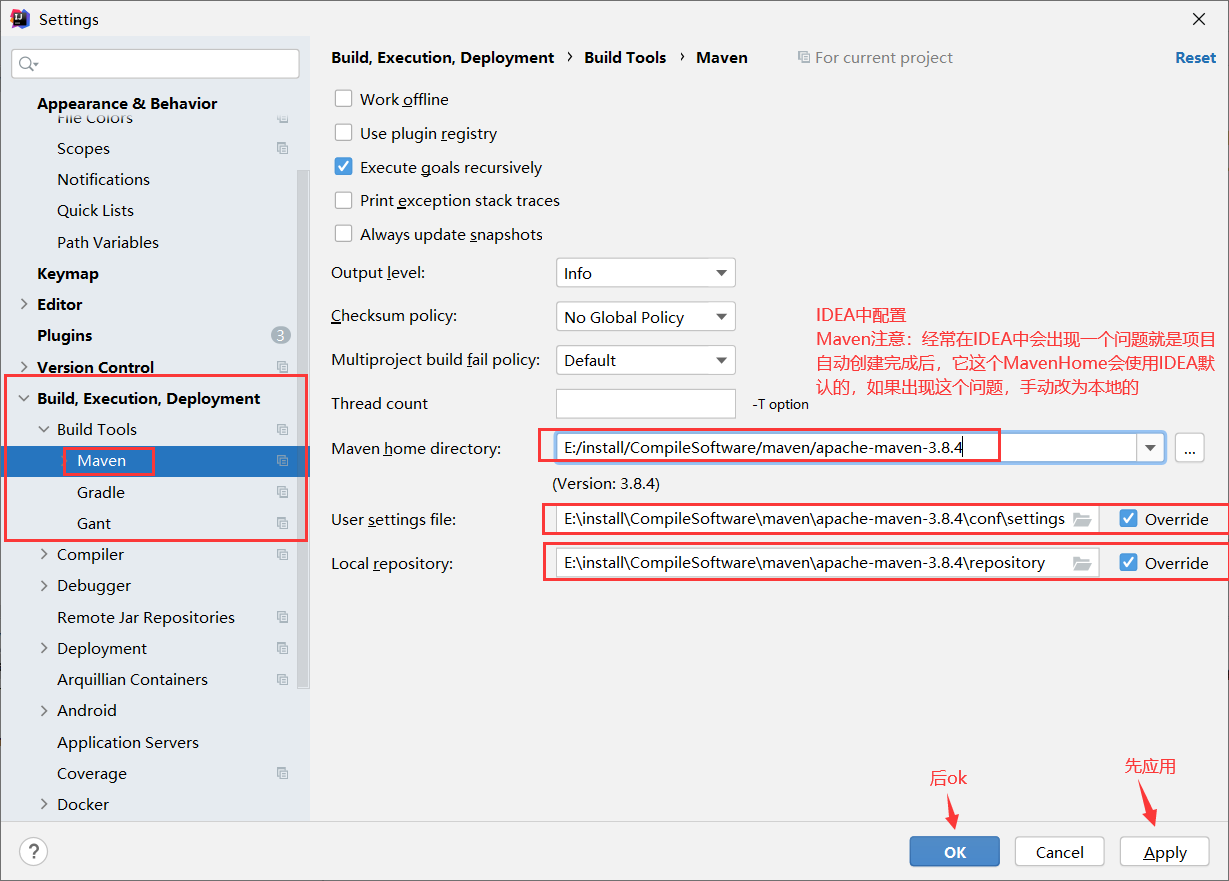 Settings
Build, Execution, Deployment › Build Tools › Maven
For current project
Reset
Appearance & Behavior
File Colors
Scopes
Notifications
Quick Lists
Path Variables
Keymap
Editor
Plugins 3
Version Control
Build, Execution, Deployment
Build Tools
Maven
Gradle
Gant
Compiler
Debugger
Remote Jar Repositories
Deployment
Arquillian Containers
Android
Application Servers
Coverage
Docker
Work offline
Use plugin registry
Execute goals recursively
Print exception stack traces
Always update snapshots
Output level: Info
Checksum policy: No Global Policy
Multiproject build fail policy: Default
Thread count -T option
Maven home directory: E:/install/CompileSoftware/maven/apache-maven-3.8.4 ...
(Version: 3.8.4)
User settings file: E:\install\CompileSoftware\maven\apache-maven-3.8.4\conf\settings Override
Local repository: E:\install\CompileSoftware\maven\apache-maven-3.8.4\repository Override
IDEA中配置
Maven注意：经常在IDEA中会出现一个问题就是项目
自动创建完成后，它这个MavenHome会使用IDEA默
认的，如果出现这个问题，手动改为本地的
后ok
先应用
?
OK
Cancel
Apply